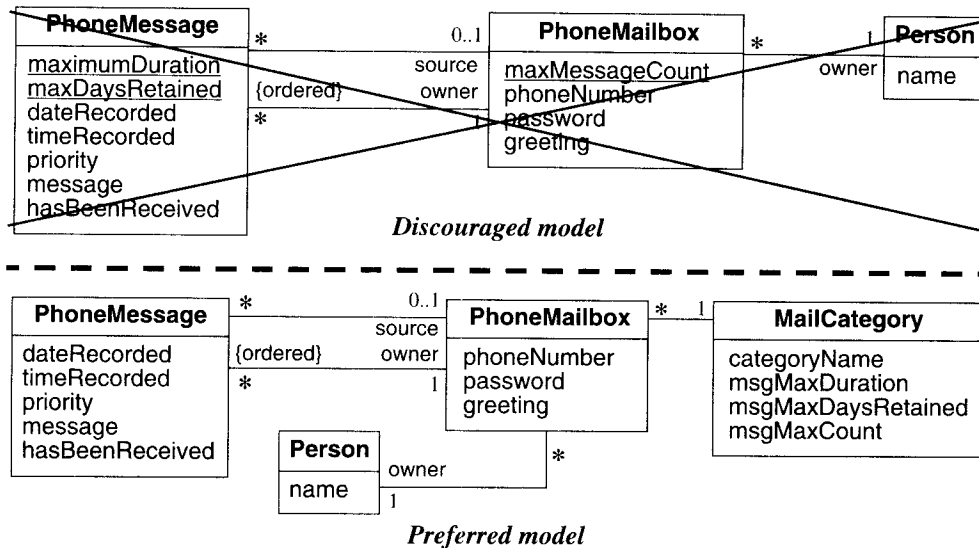 PhoneMessage
maximumDuration
maxDaysRetained
dateRecorded
timeRecorded
priority
message
hasBeenReceived
*
0..1
source
{ordered}
owner
*
1
PhoneMailbox
maxMessageCount
phoneNumber
password
greeting
*
1
owner
Person
name
Discouraged model
PhoneMessage
dateRecorded
timeRecorded
priority
message
hasBeenReceived
*
0..1
source
{ordered}
owner
*
1
PhoneMailbox
phoneNumber
password
greeting
*
1
MailCategory
categoryName
msgMaxDuration
msgMaxDaysRetained
msgMaxCount
Person
name
owner
1
*
Preferred model